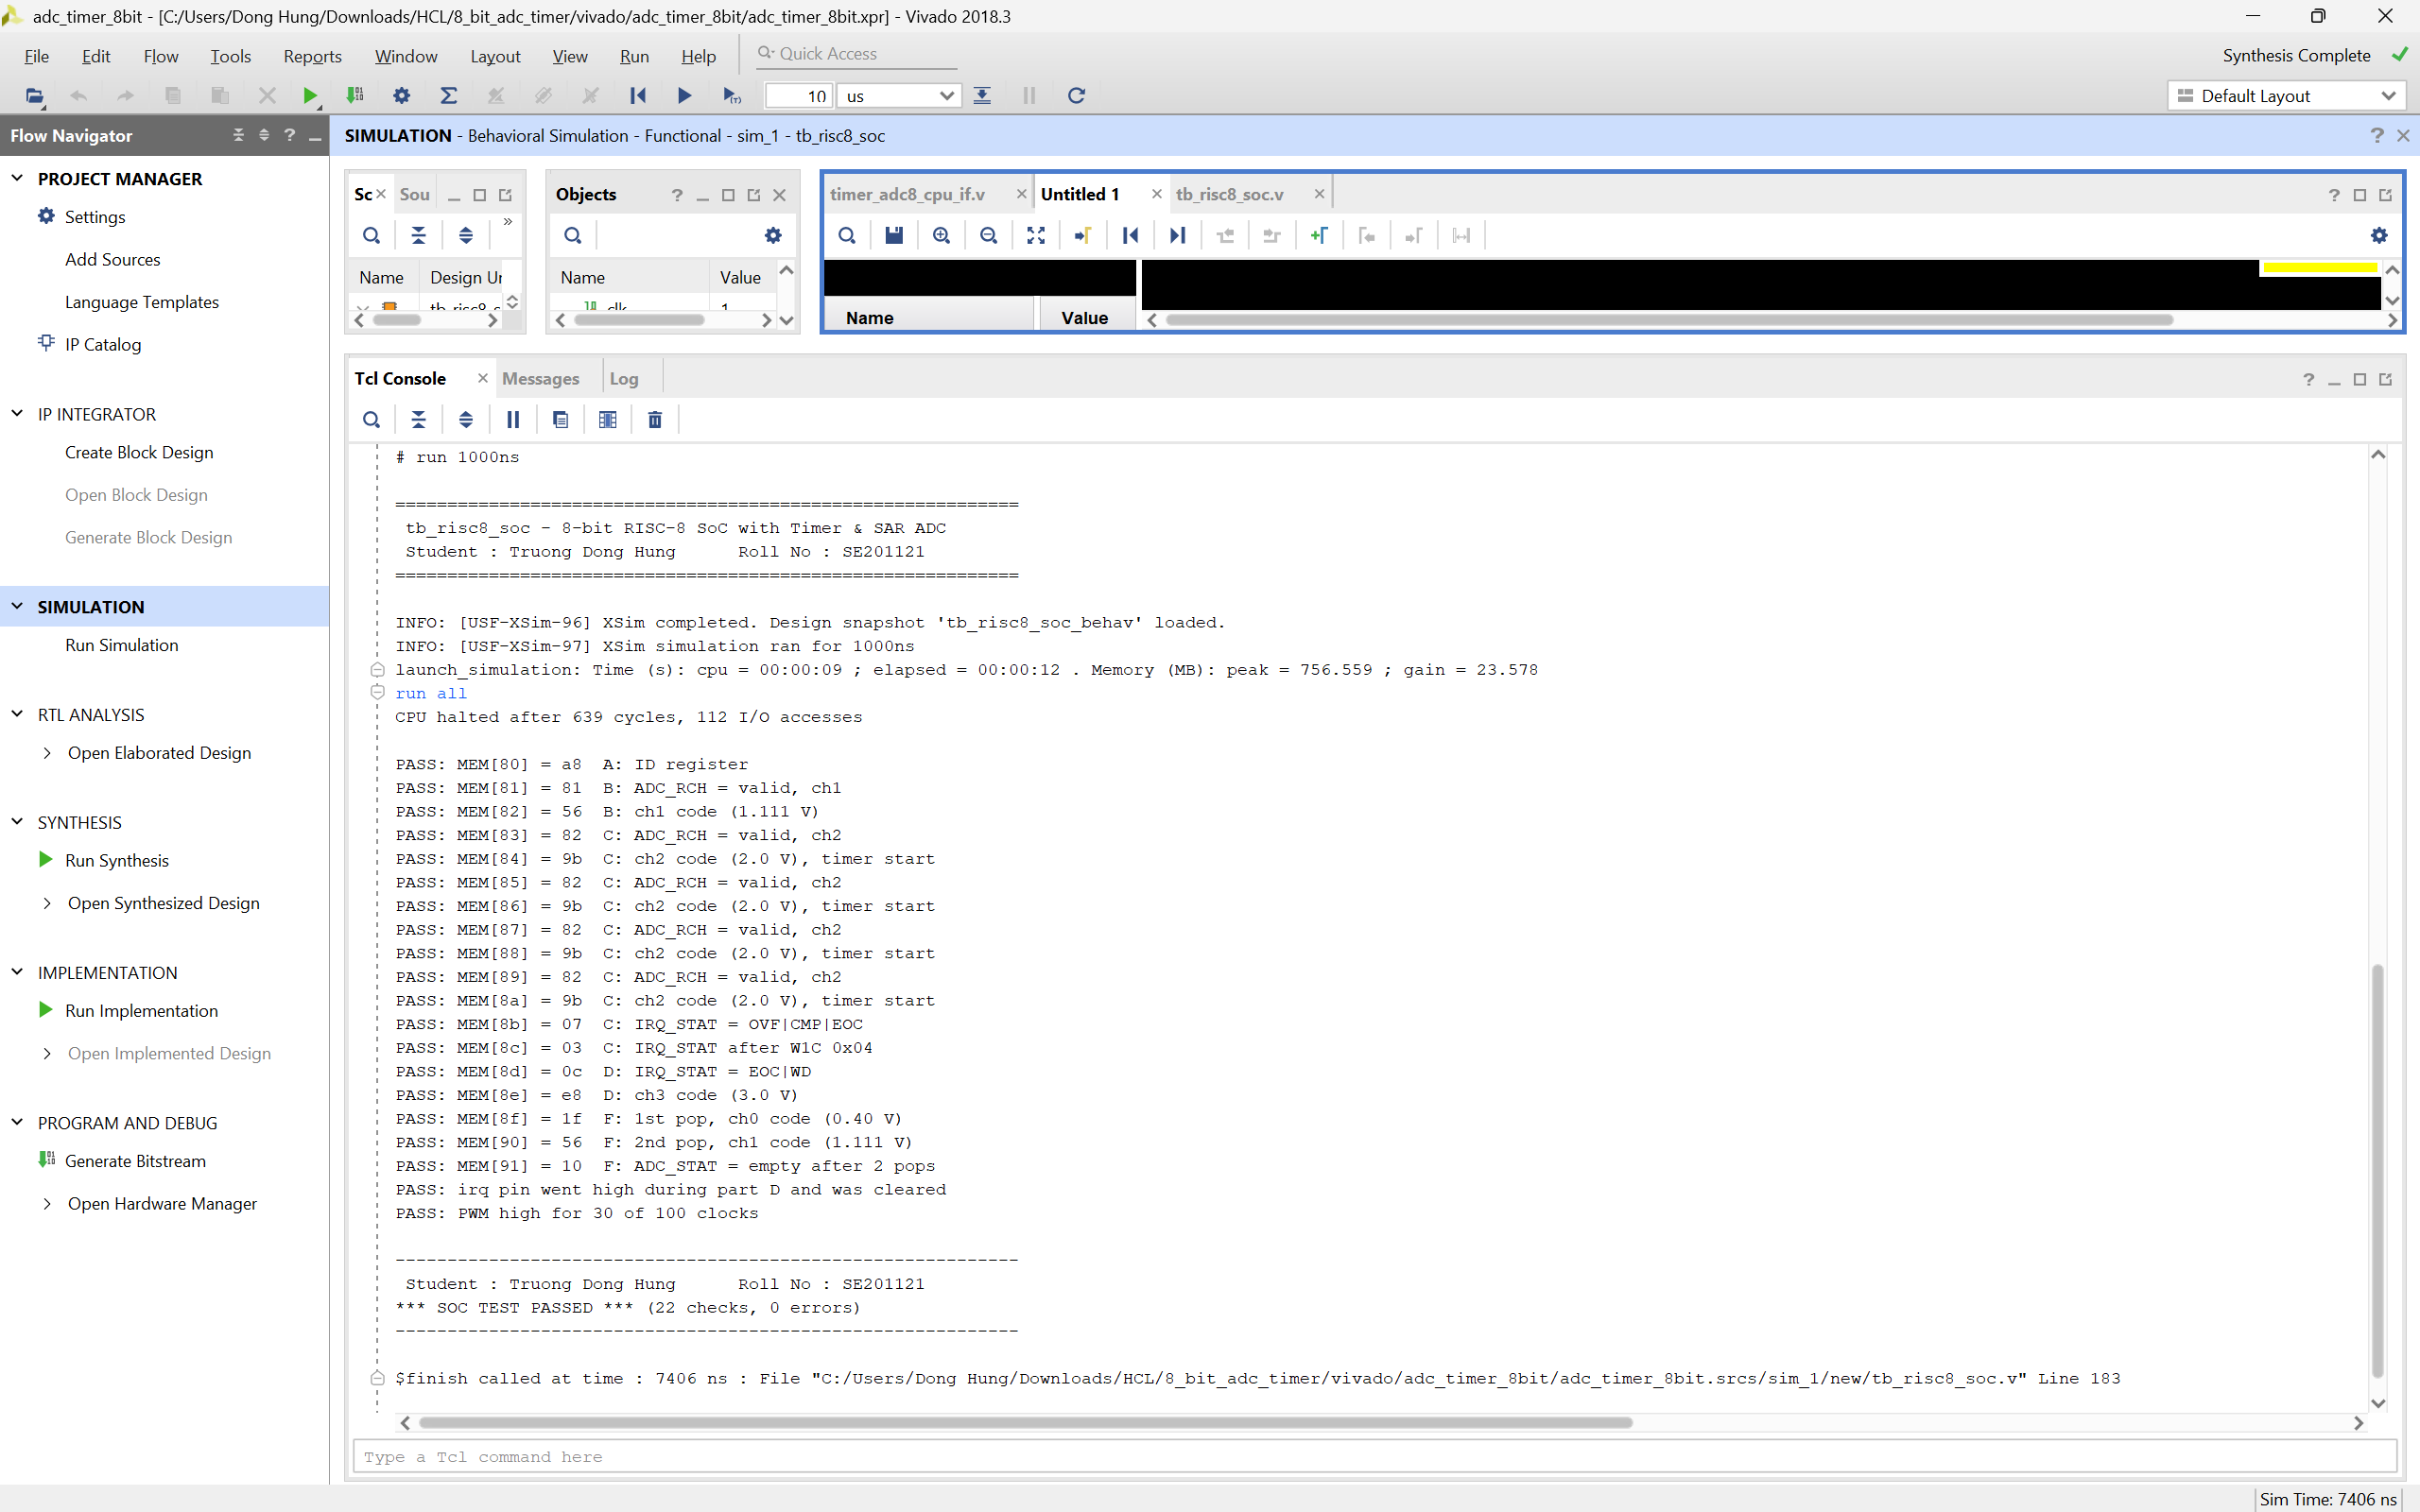 adc_timer_8bit - [C:/Users/Dong Hung/Downloads/HCL/8_bit_adc_timer/vivado/adc_timer_8bit/adc_timer_8bit.xpr] - Vivado 2018.3
File Edit Flow Tools Reports Window Layout View Run Help Quick Access Synthesis Complete
10 us Default Layout
Flow Navigator
SIMULATION - Behavioral Simulation - Functional - sim_1 - tb_risc8_soc
PROJECT MANAGER
Settings
Add Sources
Language Templates
IP Catalog
IP INTEGRATOR
Create Block Design
Open Block Design
Generate Block Design
SIMULATION
Run Simulation
RTL ANALYSIS
Open Elaborated Design
SYNTHESIS
Run Synthesis
Open Synthesized Design
IMPLEMENTATION
Run Implementation
Open Implemented Design
PROGRAM AND DEBUG
Generate Bitstream
Open Hardware Manager
Sc Sou
Name Design Ur
Objects
Name Value
clk 1
timer_adc8_cpu_if.v Untitled 1 tb_risc8_soc.v
Name Value
Tcl Console Messages Log
# run 1000ns
============================================================
tb_risc8_soc - 8-bit RISC-8 SoC with Timer & SAR ADC
Student : Truong Dong Hung Roll No : SE201121
============================================================
INFO: [USF-XSim-96] XSim completed. Design snapshot 'tb_risc8_soc_behav' loaded.
INFO: [USF-XSim-97] XSim simulation ran for 1000ns
launch_simulation: Time (s): cpu = 00:00:09 ; elapsed = 00:00:12 . Memory (MB): peak = 756.559 ; gain = 23.578
run all
CPU halted after 639 cycles, 112 I/O accesses
PASS: MEM[80] = a8 A: ID register
PASS: MEM[81] = 81 B: ADC_RCH = valid, ch1
PASS: MEM[82] = 56 B: ch1 code (1.111 V)
PASS: MEM[83] = 82 C: ADC_RCH = valid, ch2
PASS: MEM[84] = 9b C: ch2 code (2.0 V), timer start
PASS: MEM[85] = 82 C: ADC_RCH = valid, ch2
PASS: MEM[86] = 9b C: ch2 code (2.0 V), timer start
PASS: MEM[87] = 82 C: ADC_RCH = valid, ch2
PASS: MEM[88] = 9b C: ch2 code (2.0 V), timer start
PASS: MEM[89] = 82 C: ADC_RCH = valid, ch2
PASS: MEM[8a] = 9b C: ch2 code (2.0 V), timer start
PASS: MEM[8b] = 07 C: IRQ_STAT = OVF|CMP|EOC
PASS: MEM[8c] = 03 C: IRQ_STAT after W1C 0x04
PASS: MEM[8d] = 0c D: IRQ_STAT = EOC|WD
PASS: MEM[8e] = e8 D: ch3 code (3.0 V)
PASS: MEM[8f] = 1f F: 1st pop, ch0 code (0.40 V)
PASS: MEM[90] = 56 F: 2nd pop, ch1 code (1.111 V)
PASS: MEM[91] = 10 F: ADC_STAT = empty after 2 pops
PASS: irq pin went high during part D and was cleared
PASS: PWM high for 30 of 100 clocks
------------------------------------------------------------
Student : Truong Dong Hung Roll No : SE201121
*** SOC TEST PASSED *** (22 checks, 0 errors)
------------------------------------------------------------
$finish called at time : 7406 ns : File "C:/Users/Dong Hung/Downloads/HCL/8_bit_adc_timer/vivado/adc_timer_8bit/adc_timer_8bit.srcs/sim_1/new/tb_risc8_soc.v" Line 183
Type a Tcl command here
Sim Time: 7406 ns